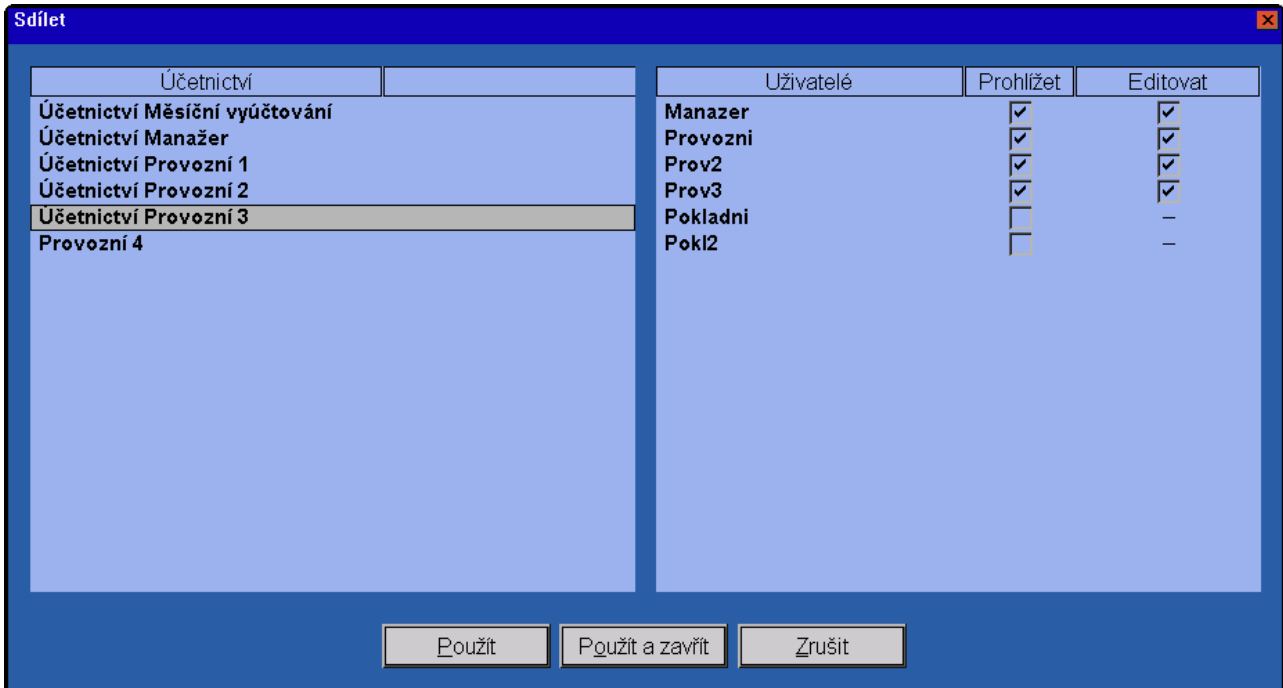 Sdílet
Účetnictví
Účetnictví Měsíční vyúčtování
Účetnictví Manažer
Účetnictví Provozní 1
Účetnictví Provozní 2
Účetnictví Provozní 3
Provozní 4
Uživatelé Prohlížet Editovat
Manazer
Provozni
Prov2
Prov3
Pokladni –
Pokl2 –
Použít Použít a zavřít Zrušit